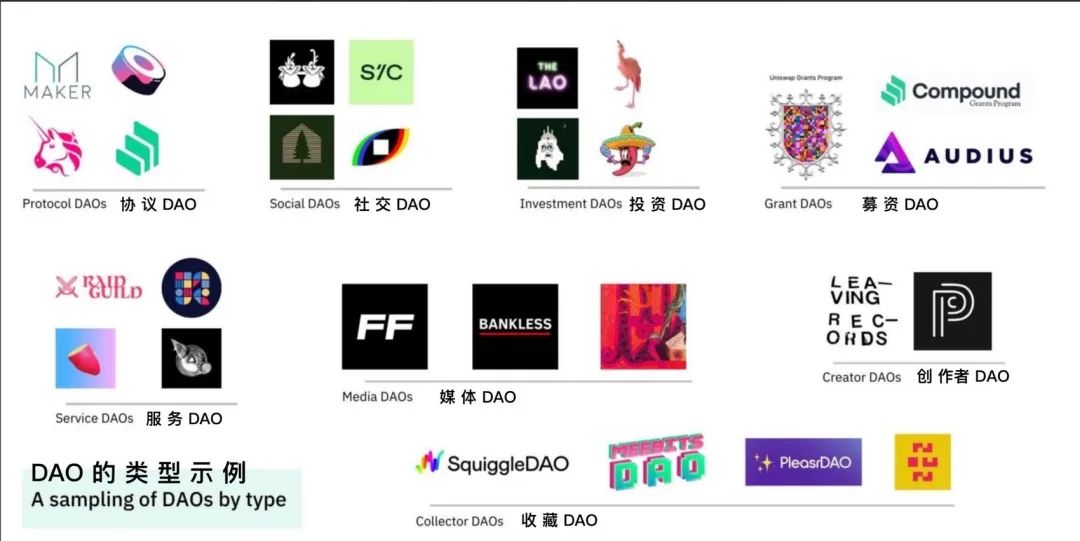 MAKER
S'/C
THE
LAO
Uniswap Grants Program
Compound
Grants Program
AUDIUS
Protocol DAOs 协议 DAO
Social DAOs 社交 DAO
Investment DAOs 投资DAO
Grant DAOs 募资 DAO
RAID
GUILD
FF
BANKLESS
LEA—
VING
REC—
ORDS
Service DAOs 服务 DAO
Media DAOs 媒体 DAO
Creator DAOs 创作者 DAO
DAO 的类型示例
A sampling of DAOs by type
SquiggleDAO
MEEBITS
DAO
PleasrDAO
Collector DAOs 收藏 DAO